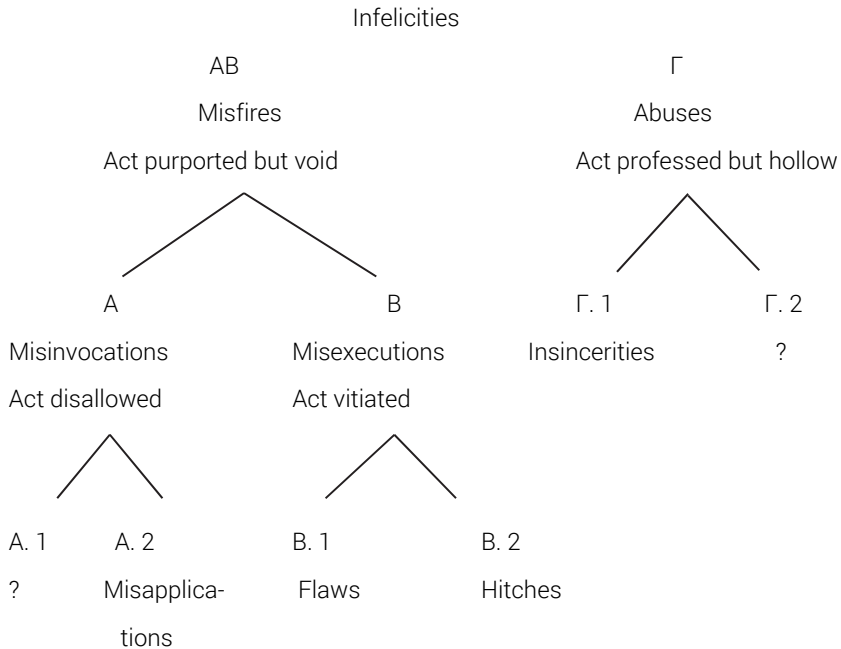 Infelicities
AB Γ
Misfires Abuses
Act purported but void Act professed but hollow
A B Γ. 1 Γ. 2
Misinvocations Misexecutions Insincerities ?
Act disallowed Act vitiated
A. 1 A. 2 B. 1 B. 2
? Misapplica- Flaws Hitches
tions